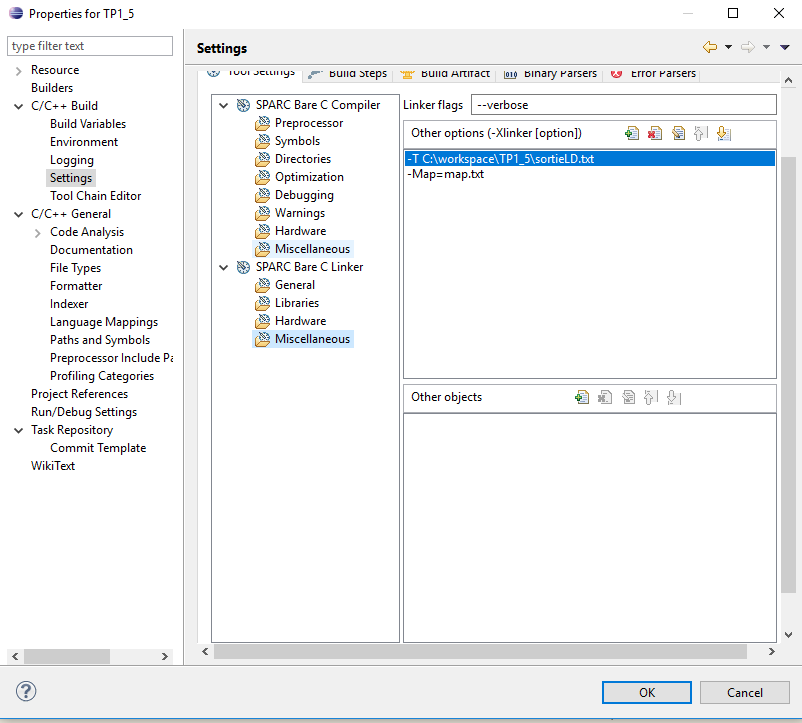 Properties for TP1_5
type filter text
Resource
Builders
C/C++ Build
Build Variables
Environment
Logging
Settings
Tool Chain Editor
C/C++ General
Code Analysis
Documentation
File Types
Formatter
Indexer
Language Mappings
Paths and Symbols
Preprocessor Include Pa
Profiling Categories
Project References
Run/Debug Settings
Task Repository
Commit Template
WikiText
Settings
Tool Settings Build Steps Build Artifact Binary Parsers Error Parsers
SPARC Bare C Compiler
Preprocessor
Symbols
Directories
Optimization
Debugging
Warnings
Hardware
Miscellaneous
SPARC Bare C Linker
General
Libraries
Hardware
Miscellaneous
Linker flags --verbose
Other options (-Xlinker [option])
-T C:\workspace\TP1_5\sortieLD.txt
-Map=map.txt
Other objects
OK Cancel